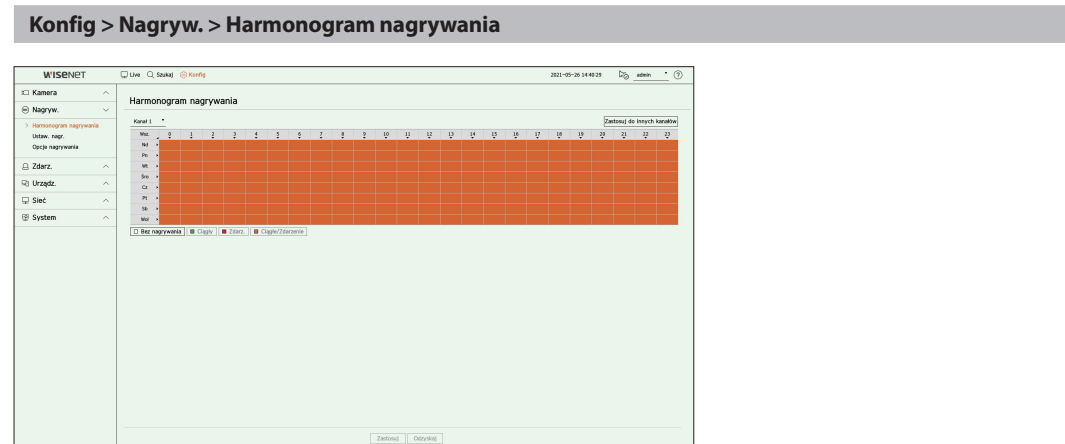 Konfig > Nagryw. > Harmonogram nagrywania
WISENET Live Szukaj Konfig 2021-05-26 14:40:29 admin
Kamera
Nagryw.
> Harmonogram nagrywania
Ustaw. nagr.
Opcje nagrywania
Zdarz.
Urządz.
Sieć
System
Harmonogram nagrywania
Kanał 1 Zastosuj do innych kanałów
Wsz. 0 1 2 3 4 5 6 7 8 9 10 11 12 13 14 15 16 17 18 19 20 21 22 23
Nd
Pn
Wt
Śro
Cz
Pt
Sb
Wol
Bez nagrywania Ciągły Zdarz. Ciągłe/Zdarzenie
Zastosuj Odzyskaj